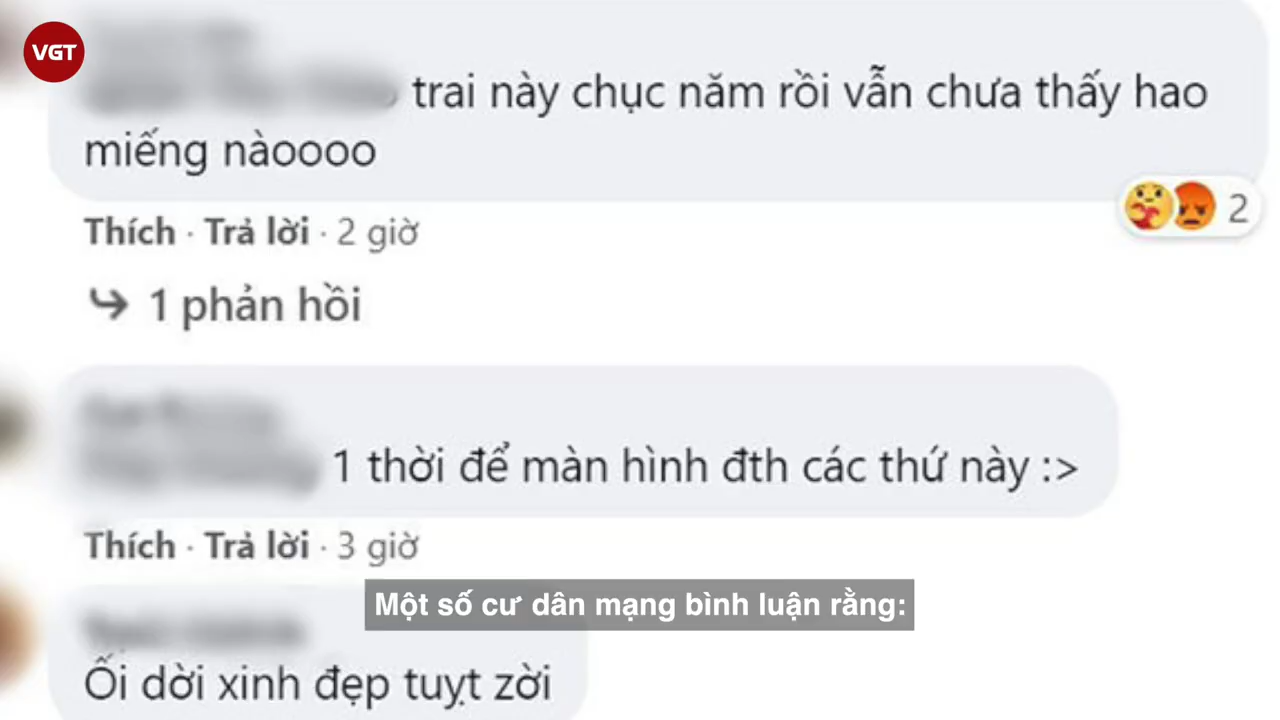 VGT
trai này chục năm rồi vẫn chưa thấy hao
miếng nàoooo
2
Thích · Trả lời · 2 giờ
1 phản hồi
1 thời để màn hình đth các thứ này :>
Thích · Trả lời · 3 giờ
Một số cư dân mạng bình luận rằng:
Ối dời xinh đẹp tuyt zời